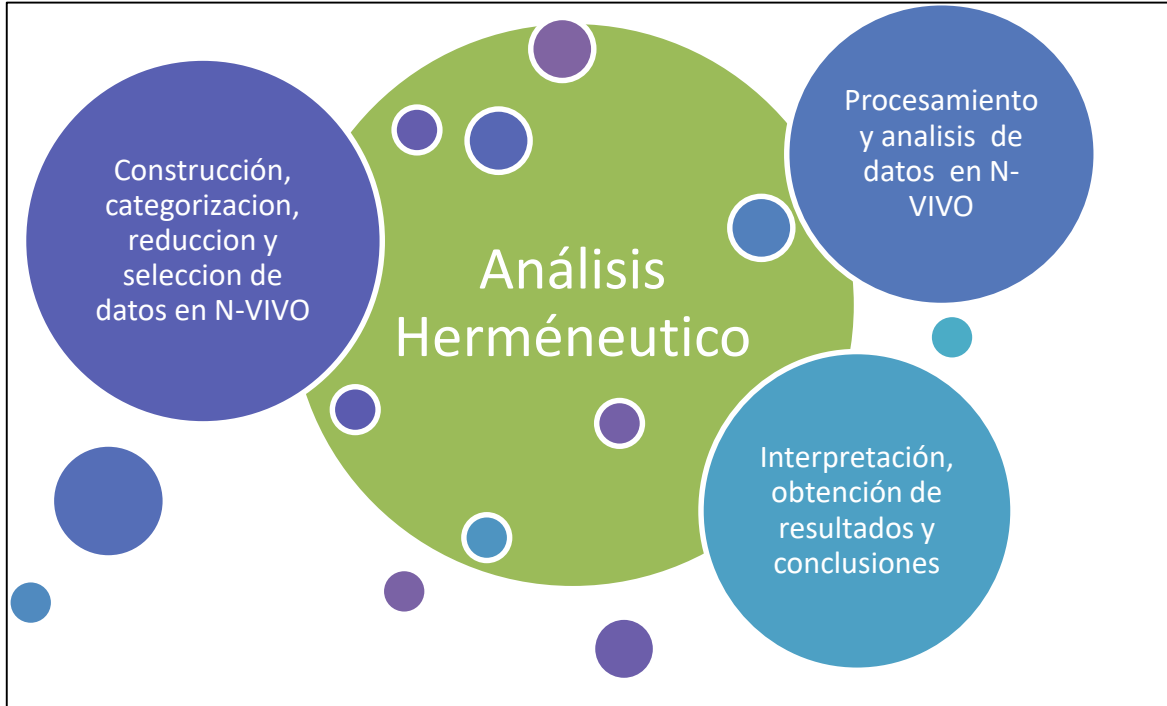 Construcción,
categorizacion,
reduccion y
seleccion de
datos en N-VIVO
Análisis
Herméneutico
Procesamiento
y analisis de
datos en N-
VIVO
Interpretación,
obtención de
resultados y
conclusiones